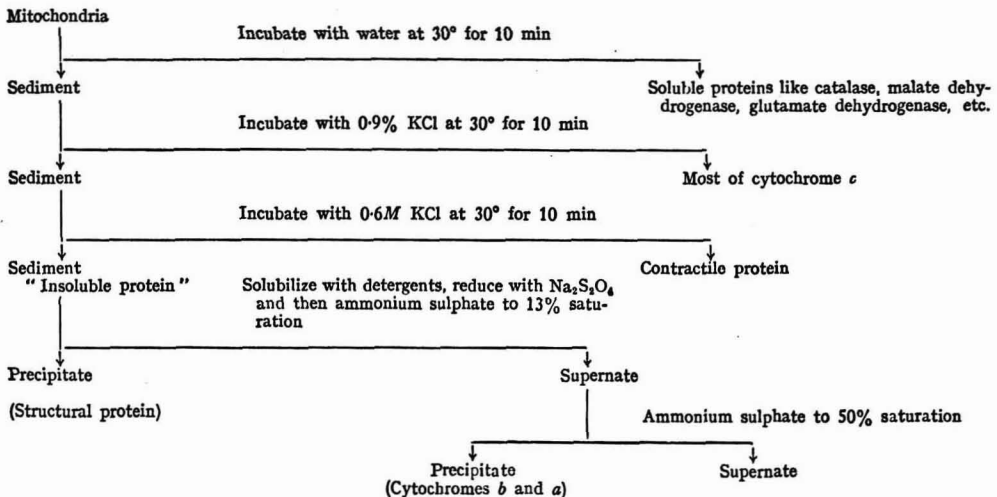 Mitochondria
Incubate with water at 30° for 10 min
Sediment
Soluble proteins like catalase, malate dehy-
drogenase, glutamate dehydrogenase, etc.
Incubate with 0·9% KCl at 30° for 10 min
Sediment
Most of cytochrome c
Incubate with 0·6M KCl at 30° for 10 min
Sediment
"Insoluble protein"
Contractile protein
Solubilize with detergents, reduce with Na₂S₂O₄
and then ammonium sulphate to 13% satu-
ration
Precipitate
Supernate
(Structural protein)
Ammonium sulphate to 50% saturation
Precipitate
Supernate
(Cytochromes b and a)